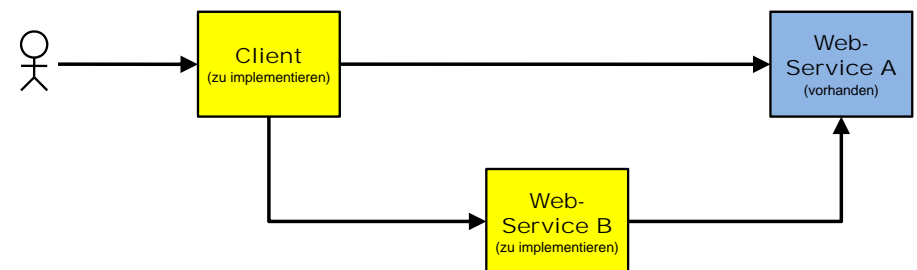 Client
(zu implementieren)
Web-
Service A
(vorhanden)
Web-
Service B
(zu implementieren)